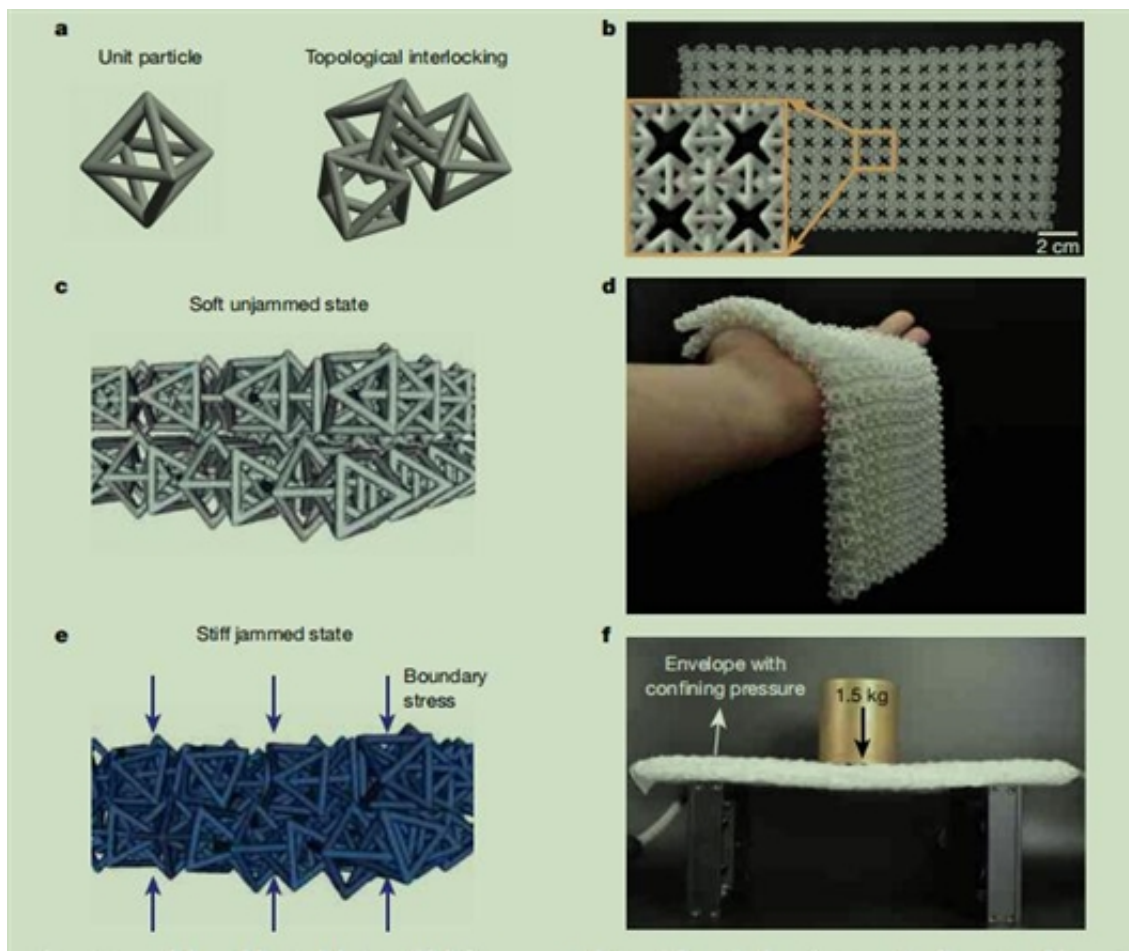 a
Unit particle
Topological interlocking
b
2 cm
c
Soft unjammed state
d
e
Stiff jammed state
Boundary
stress
f
Envelope with
confining pressure
1.5 kg